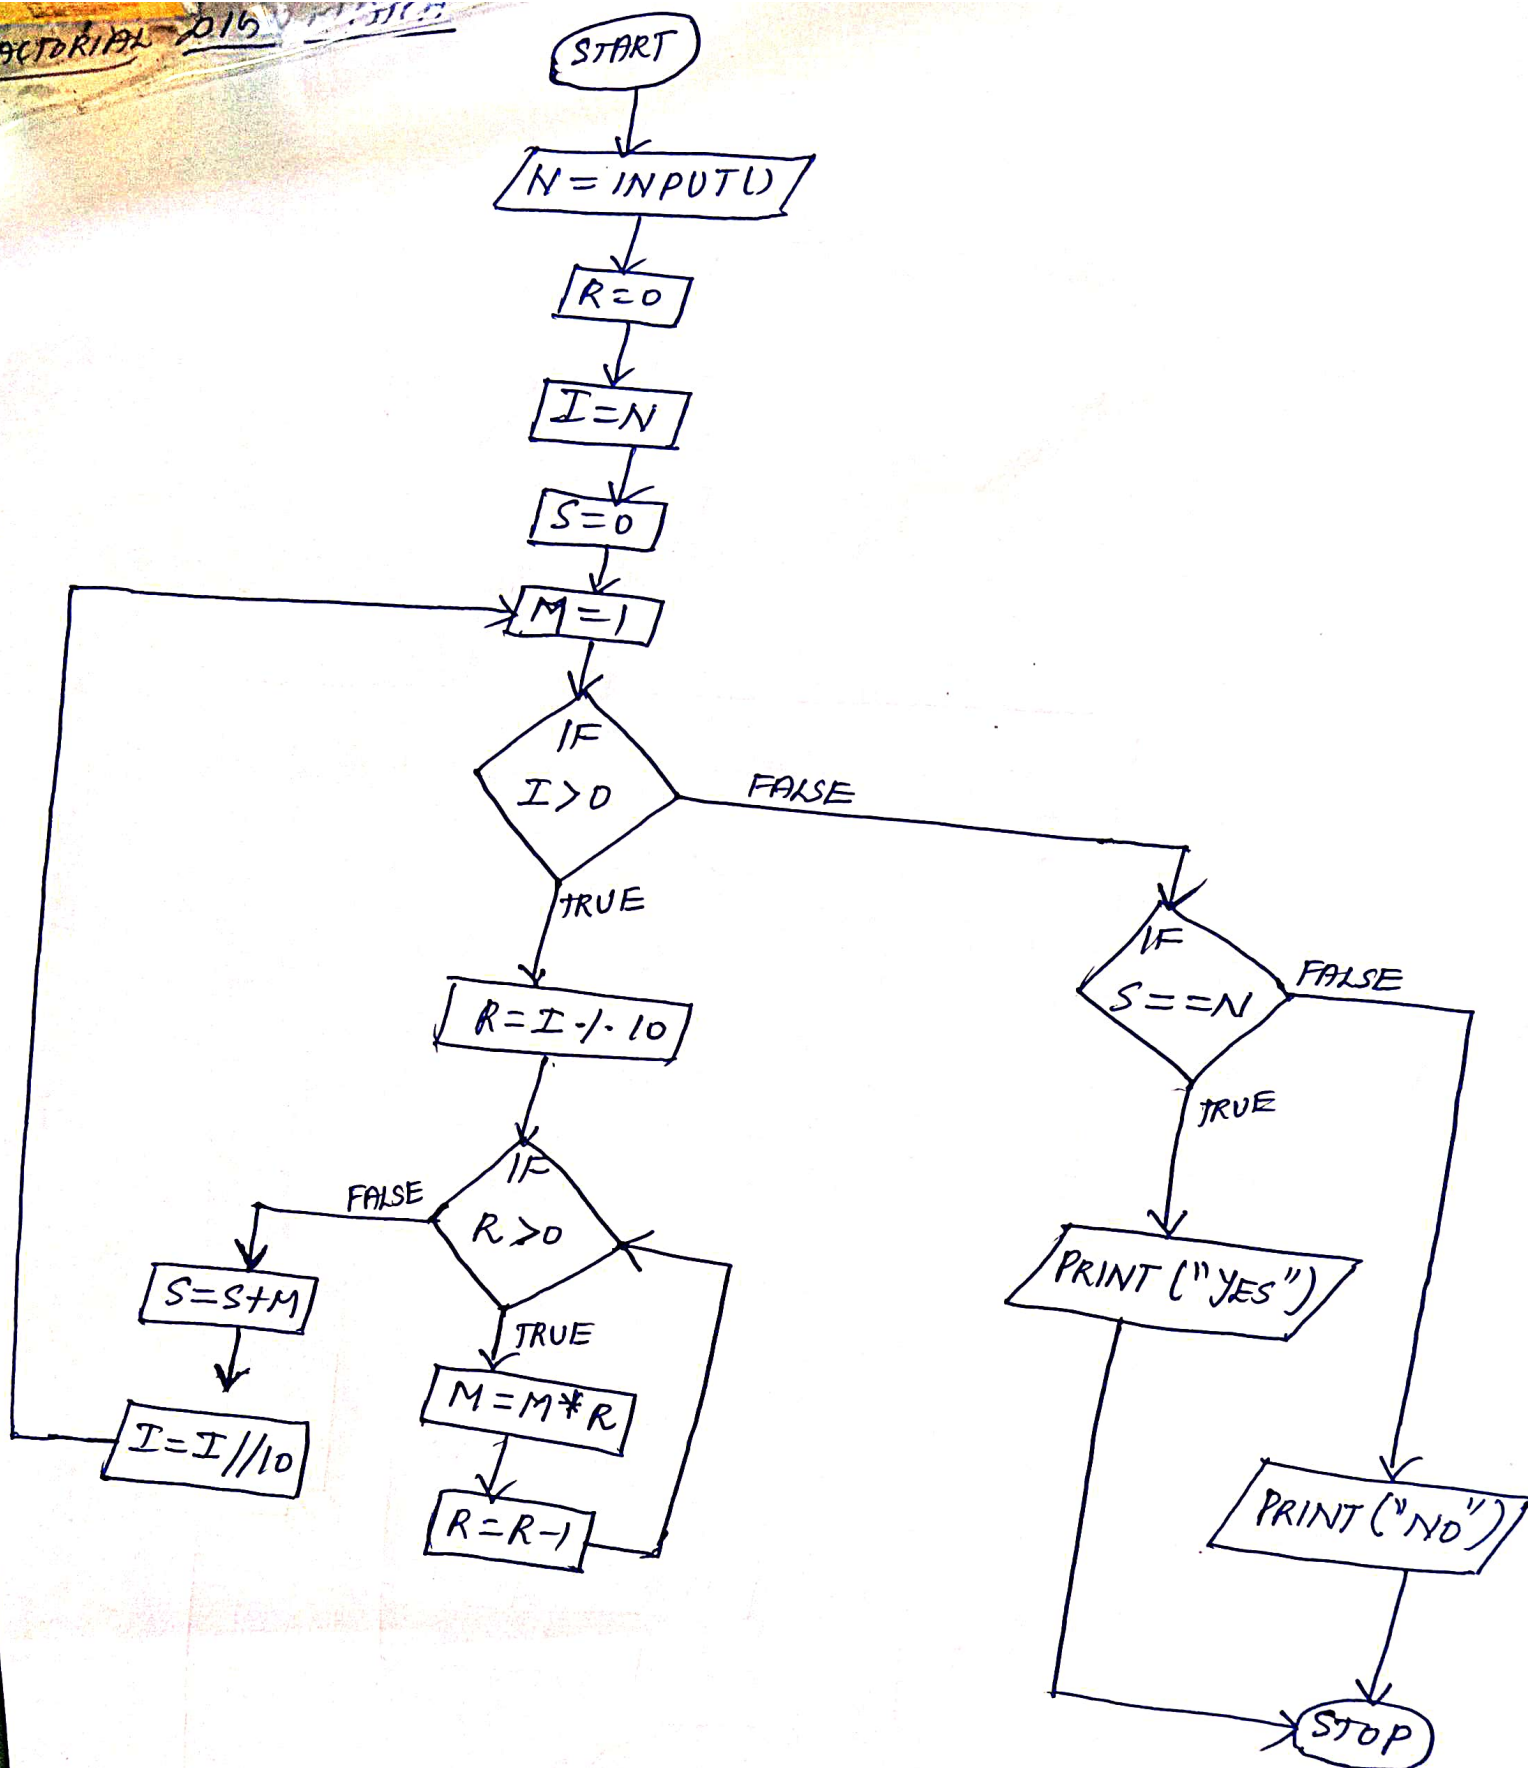 START
N = INPUT()
R=0
I=N
S=0
M=1
IF
I>0
FALSE
TRUE
R=I·/·10
IF
R>0
FALSE
TRUE
S=S+M
I=I//10
M=M*R
R=R-1
IF
S==N
FALSE
TRUE
PRINT("YES")
PRINT("NO")
STOP